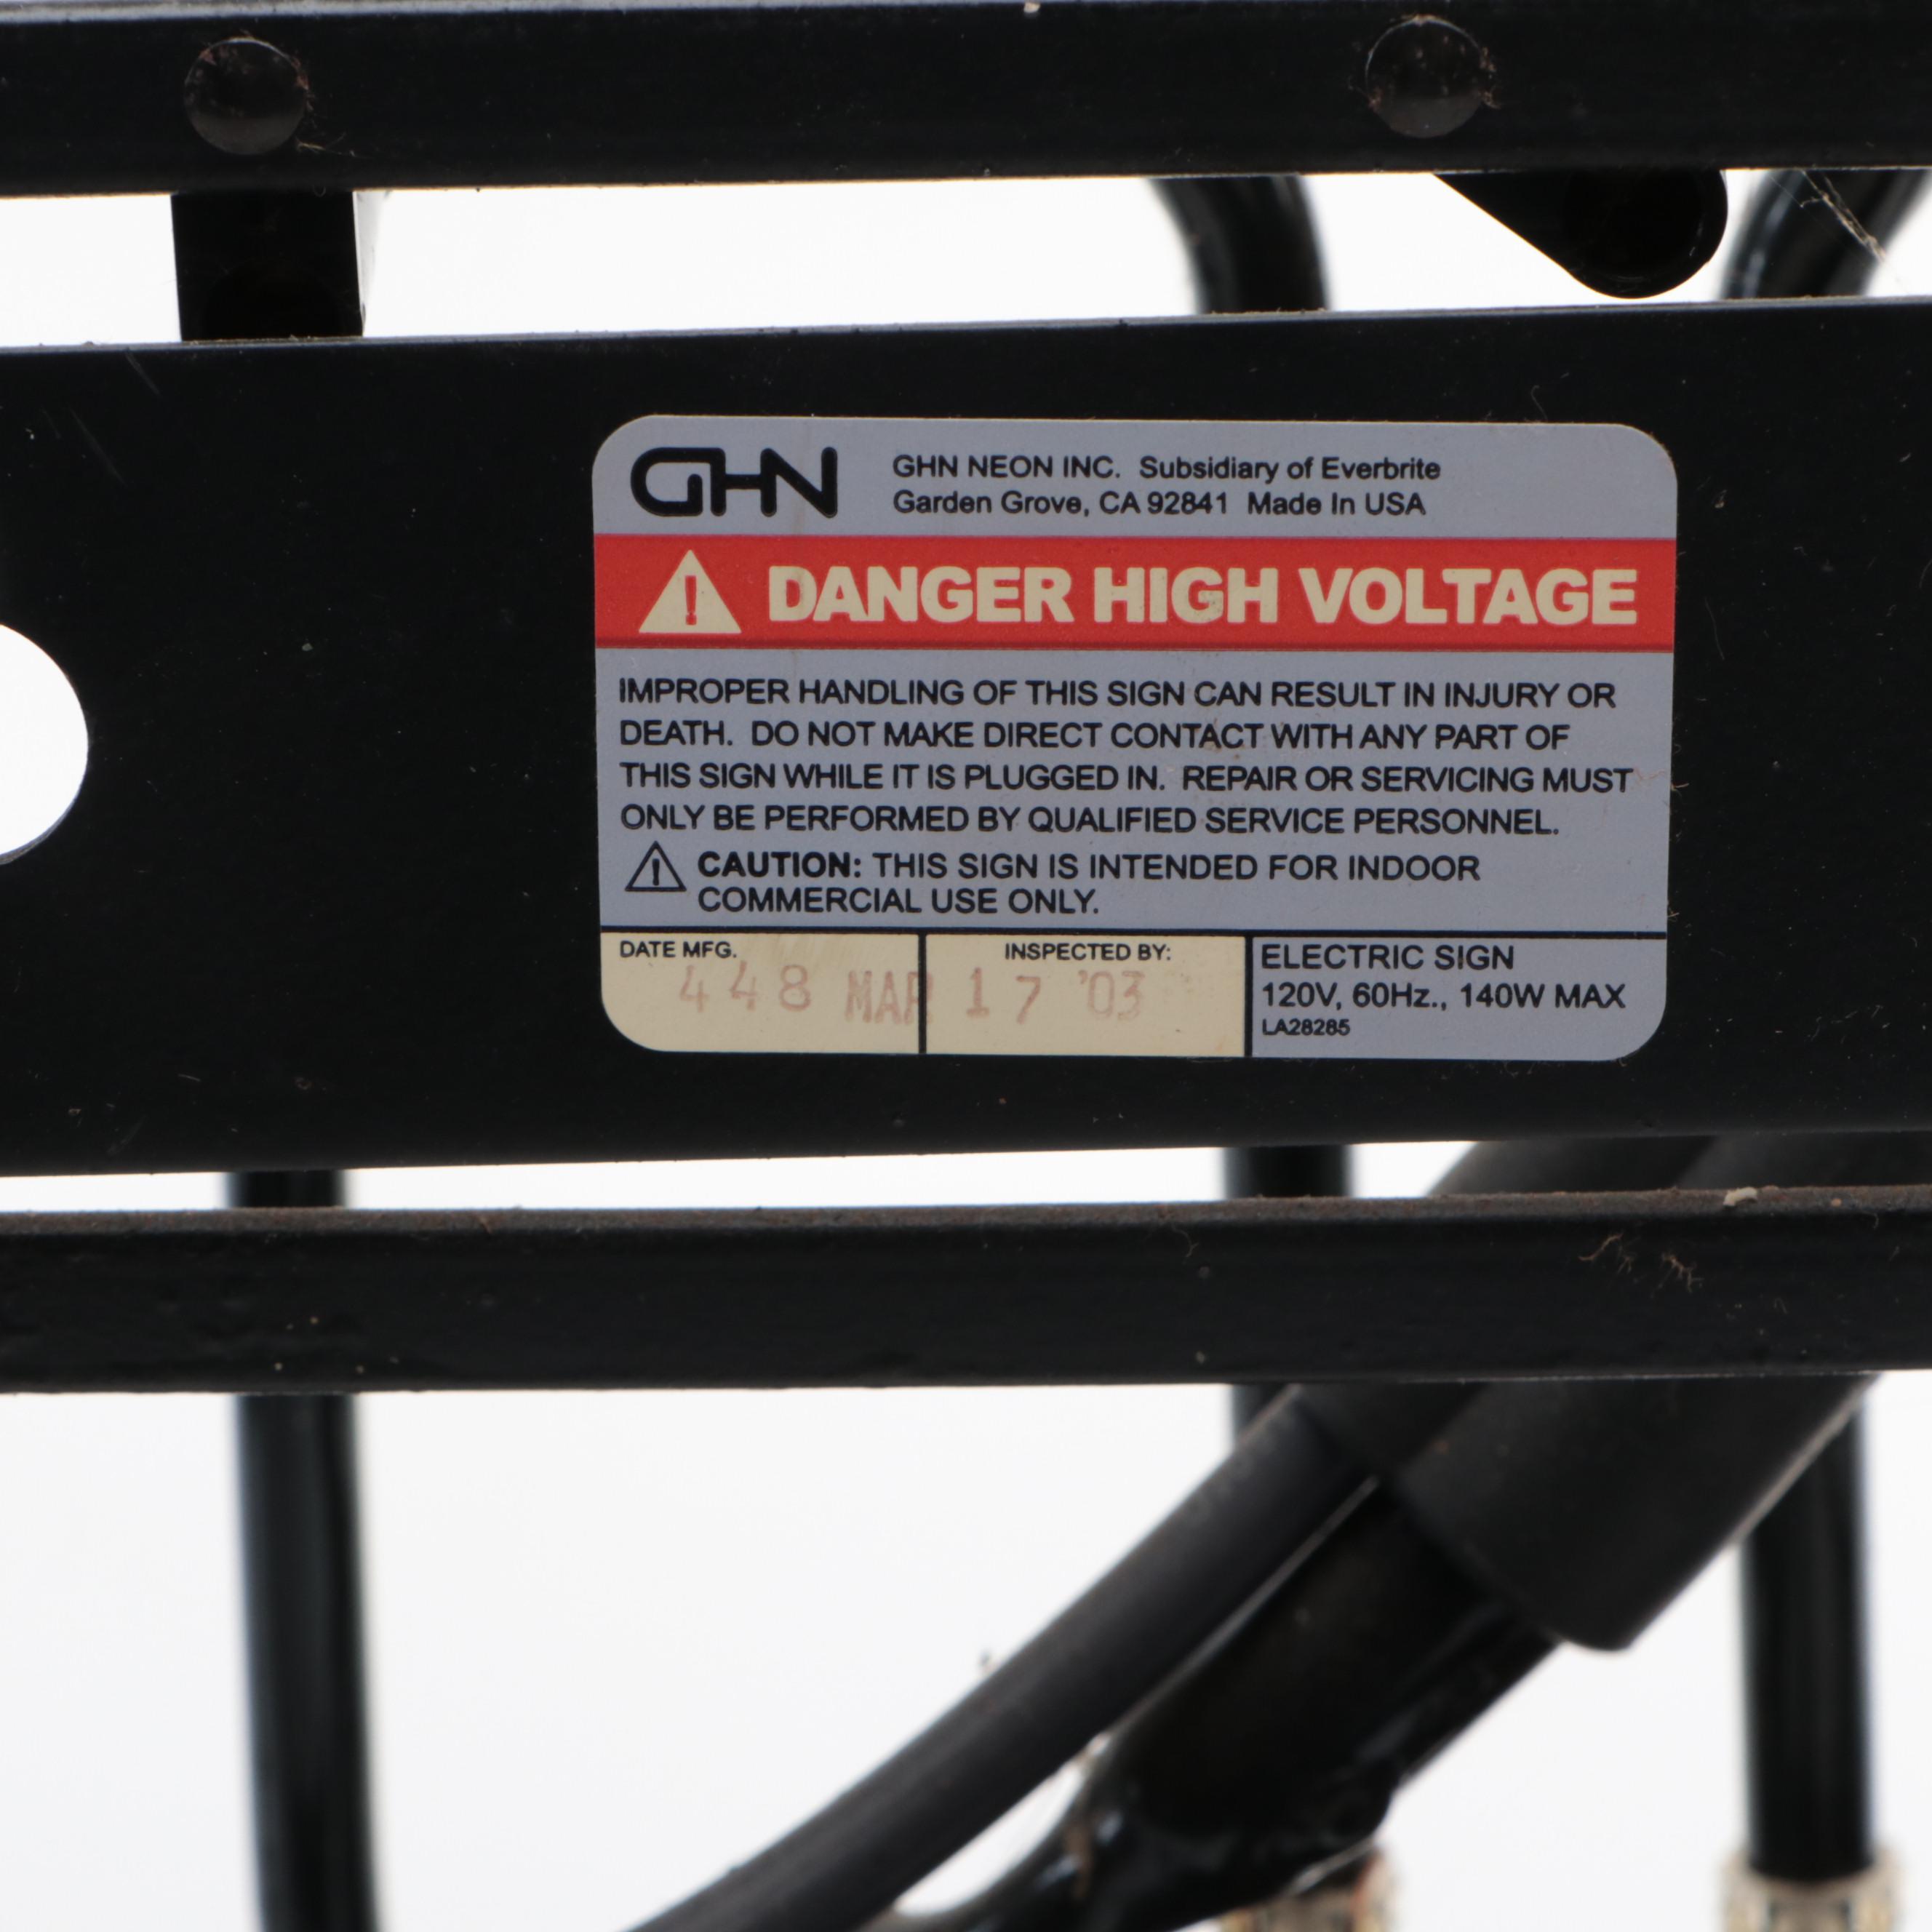 GHN
GHN NEON INC. Subsidiary of Everbrite
Garden Grove, CA 92841 Made In USA
DANGER HIGH VOLTAGE
IMPROPER HANDLING OF THIS SIGN CAN RESULT IN INJURY OR
DEATH. DO NOT MAKE DIRECT CONTACT WITH ANY PART OF
THIS SIGN WHILE IT IS PLUGGED IN. REPAIR OR SERVICING MUST
ONLY BE PERFORMED BY QUALIFIED SERVICE PERSONNEL.
CAUTION: THIS SIGN IS INTENDED FOR INDOOR
COMMERCIAL USE ONLY.
DATE MFG.
INSPECTED BY:
448 MAR 17 '03
ELECTRIC SIGN
120V, 60Hz., 140W MAX
LA28285